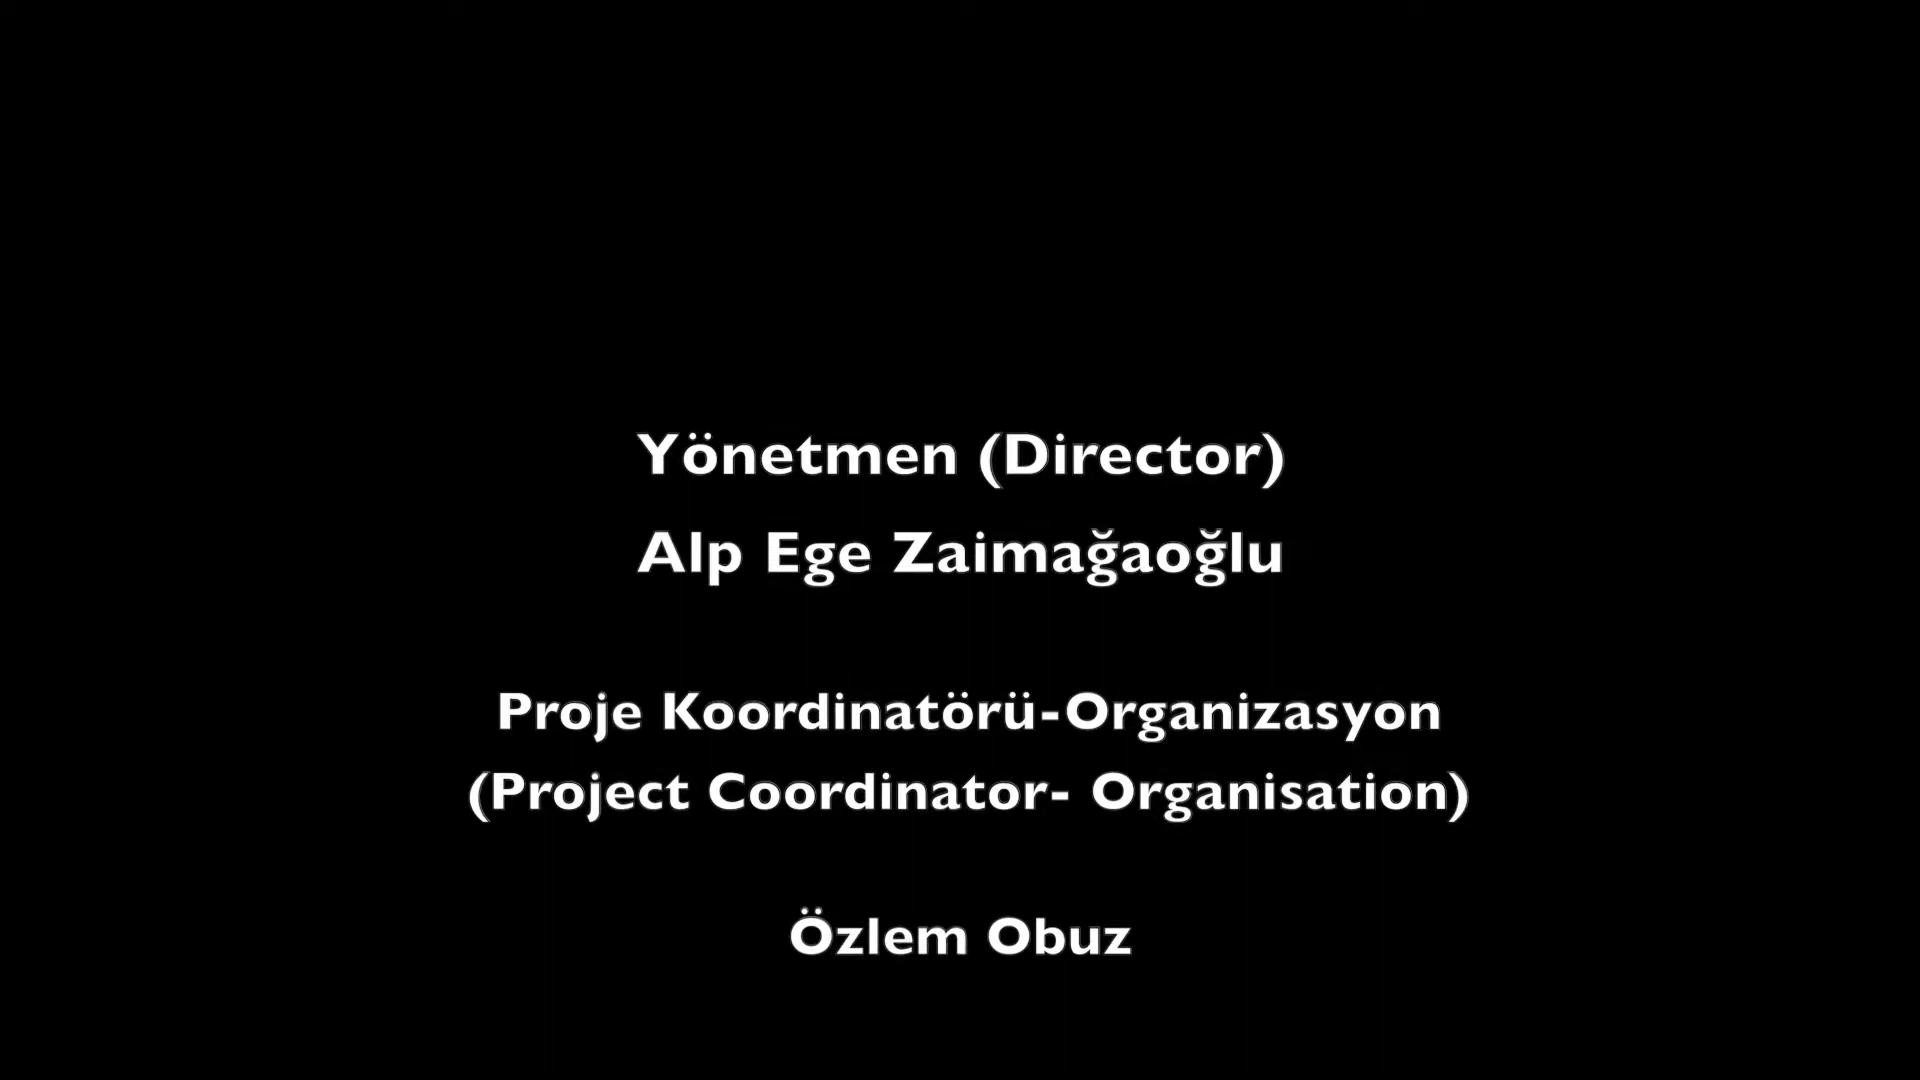 Yönetmen (Director)
Alp Ege Zaimağaoğlu
Proje Koordinatörü-Organizasyon
(Project Coordinator- Organisation)
Özlem Obuz